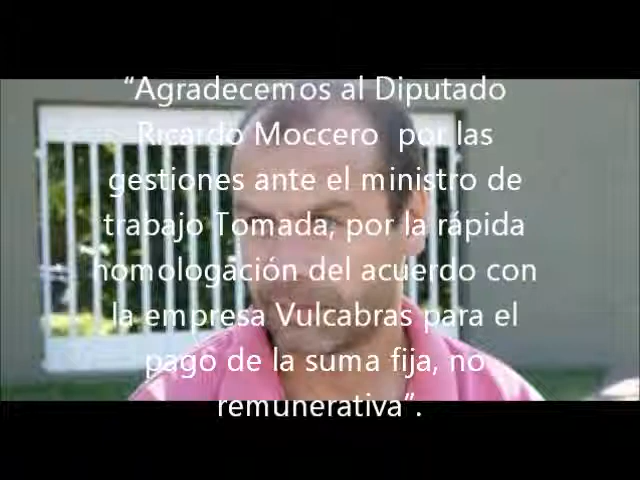 “Agradecemos al Diputado
Ricardo Moccero por las
gestiones ante el ministro de
trabajo Tomada, por la rápida
homologación del acuerdo con
la empresa Vulcabras para el
pago de la suma fija, no
remunerativa”.